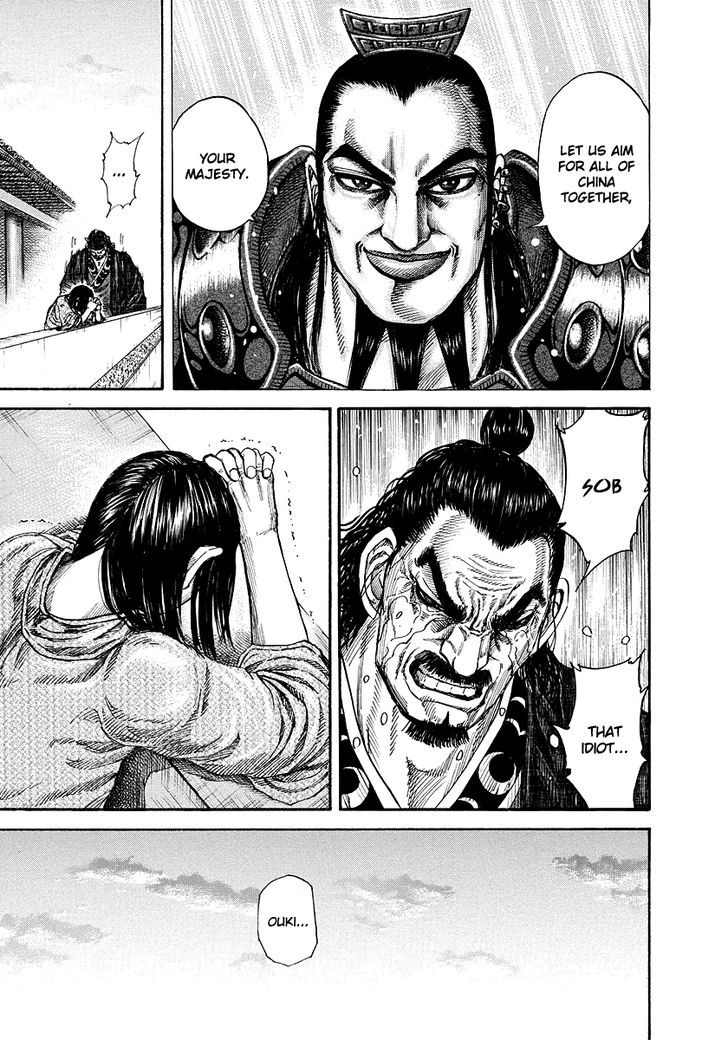 LET US AIM
FOR ALL OF
CHINA
TOGETHER,
YOUR
MAJESTY.
...
SOB
THAT
IDIOT...
OUKI...